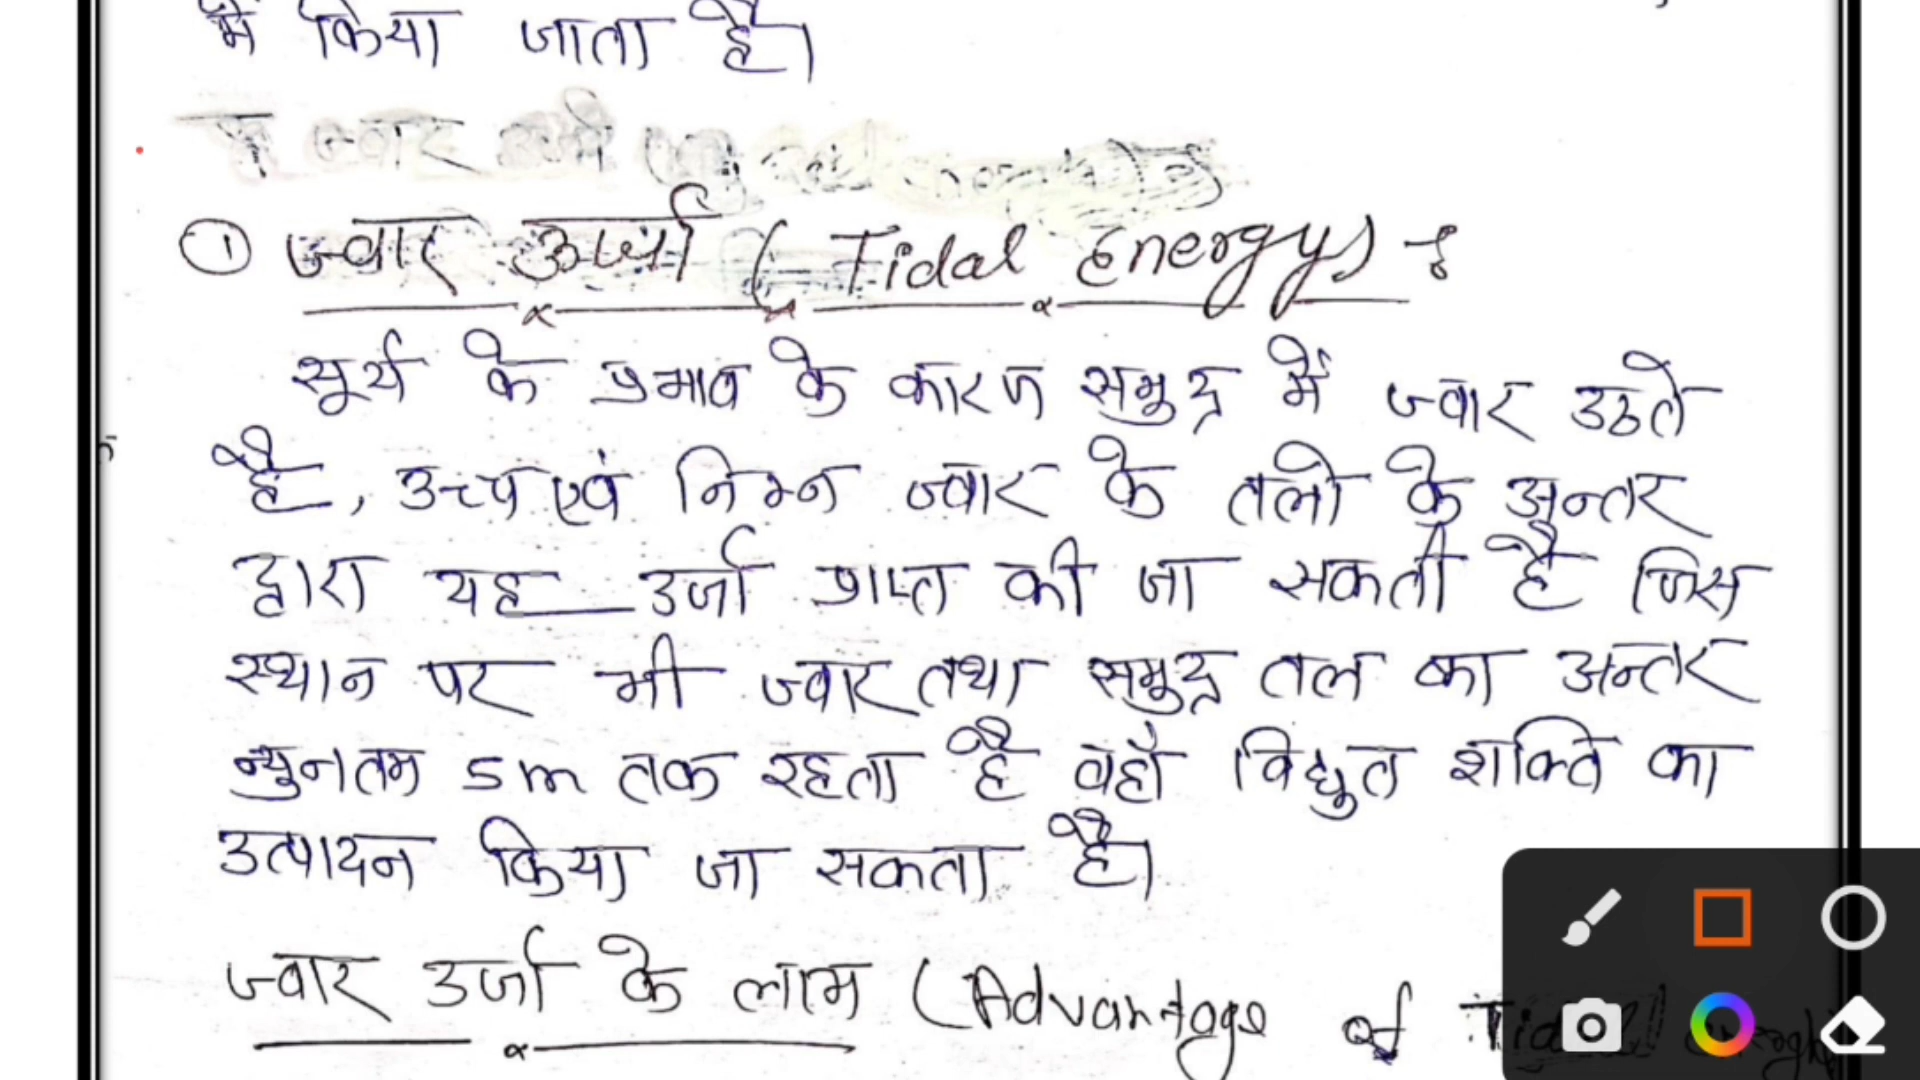 में किया जाता है।
① ज्वार ऊर्जा (Tidal Energy) :-
सूर्य के प्रभाव के कारण समुद्र में ज्वार उठते
है, उच्च एवं निम्न ज्वार के तलो के अन्तर
द्वारा यह उर्जा प्राप्त की जा सकती है जिस
स्थान पर भी ज्वार तथा समुद्र तल का अन्तर
न्युनतम 5m तक रहता है वहाँ विद्युत शक्ति का
उत्पादन किया जा सकता है।
ज्वार उर्जा के लाभ (Advantage of Tidal